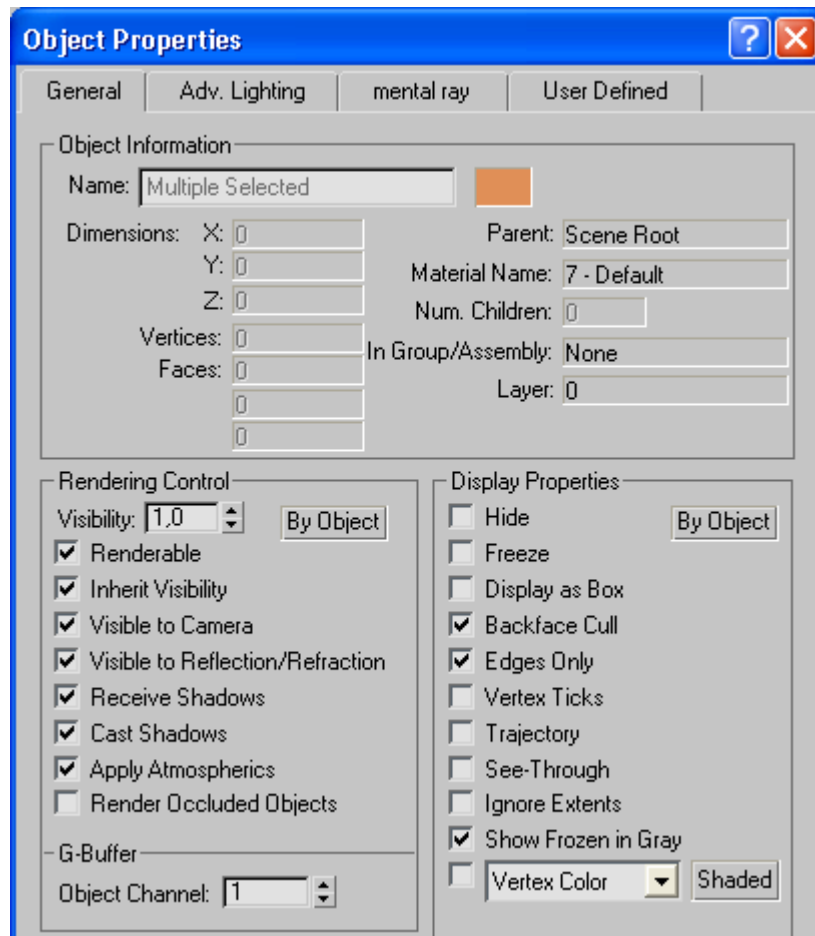 Object Properties
General Adv. Lighting mental ray User Defined
Object Information
Name: Multiple Selected
Dimensions: X: 0
Y: 0
Z: 0
Vertices: 0
Faces: 0
0
0
Parent: Scene Root
Material Name: 7 - Default
Num. Children: 0
In Group/Assembly: None
Layer: 0
Rendering Control
Visibility: 1,0 By Object
Renderable
Inherit Visibility
Visible to Camera
Visible to Reflection/Refraction
Receive Shadows
Cast Shadows
Apply Atmospherics
Render Occluded Objects
G-Buffer
Object Channel: 1
Display Properties
Hide By Object
Freeze
Display as Box
Backface Cull
Edges Only
Vertex Ticks
Trajectory
See-Through
Ignore Extents
Show Frozen in Gray
Vertex Color Shaded